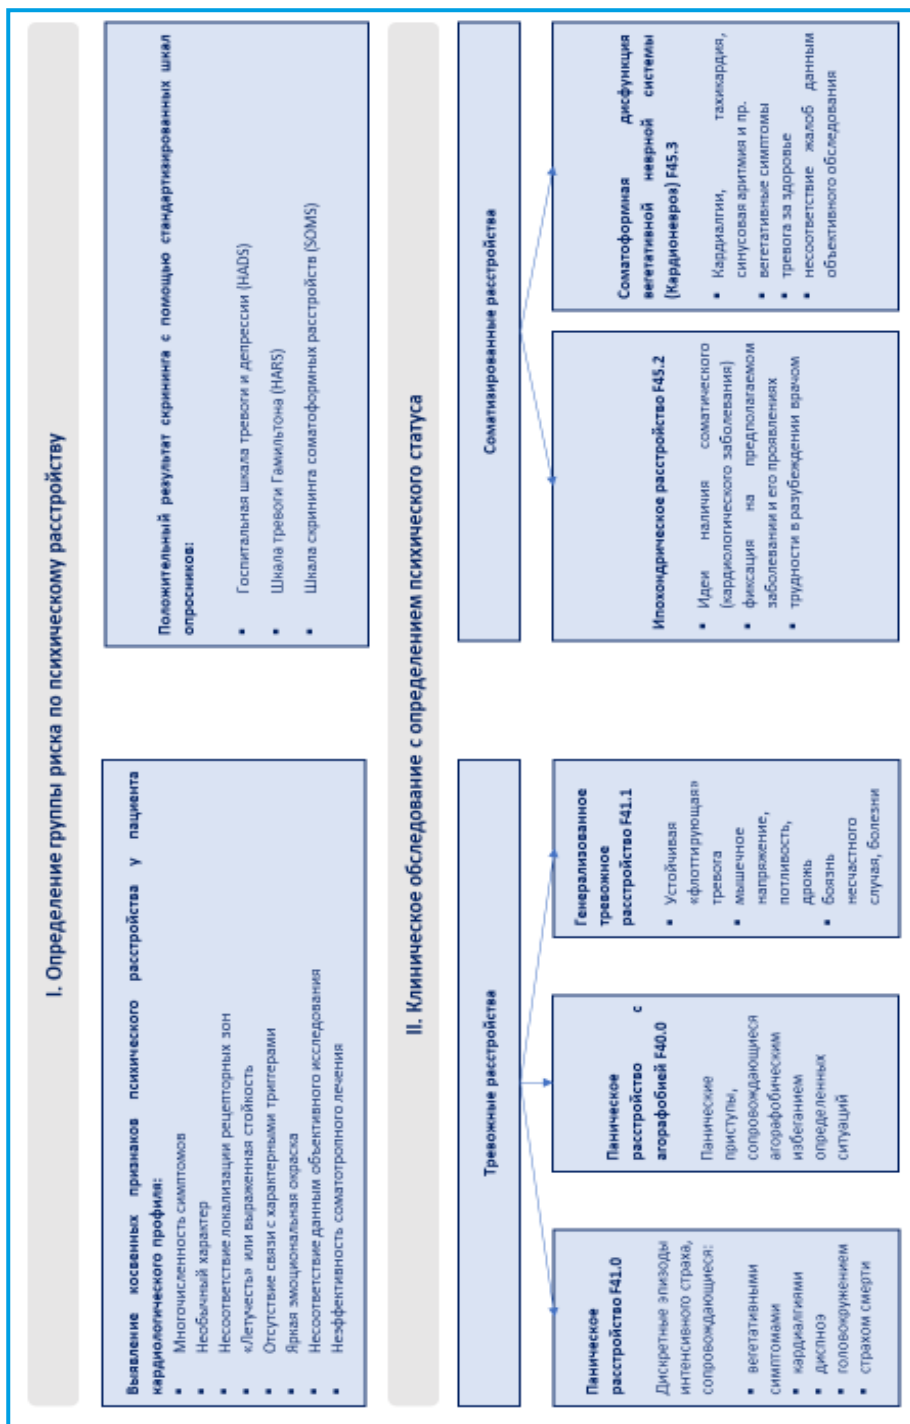 I. Определение группы риска по психическому расстройству
Выявление косвенных признаков психического расстройства у пациента
кардиологического профиля:
▪ Многочисленность симптомов
▪ Необычный характер
▪ Несоответствие локализации рецепторных зон
▪ «Летучесть» или выраженная стойкость
▪ Отсутствие связи с характерными триггерами
▪ Яркая эмоциональная окраска
▪ Несоответствие данным объективного исследования
▪ Неэффективность соматотропного лечения
Положительный результат скрининга с помощью стандартизированных шкал
опросников:
▪ Госпитальная шкала тревоги и депрессии (HADS)
▪ Шкала тревоги Гамильтона (HARS)
▪ Шкала скрининга соматоформных расстройств (SOMS)
II. Клиническое обследование с определением психического статуса
Тревожные расстройства
Паническое
расстройство F41.0
Дискретные эпизоды
интенсивного страха,
сопровождающиеся:
▪ вегетативными
симптомами
▪ кардиалгиями
▪ диспноэ
▪ головокружением
▪ страхом смерти
Паническое
расстройство с
агорафобией F40.0
Панические
приступы,
сопровождающиеся
агорафобическим
избеганием
определенных
ситуаций
Генерализованное
тревожное
расстройство F41.1
▪ Устойчивая
«флоттирующая»
тревога
▪ мышечное
напряжение,
потливость,
дрожь
▪ боязнь
несчастного
случая, болезни
Соматизированные расстройства
Ипохондрическое расстройство F45.2
▪ Идеи наличия соматического
(кардиологического заболевания)
▪ фиксация на предполагаемом
заболевании и его проявлениях
▪ трудности в разубеждении врачом
Соматоформная дисфункция
вегетативной неврной системы
(Кардионевроз) F45.3
▪ Кардиалгии, тахикардия,
синусовая аритмия и пр.
▪ вегетативные симптомы
▪ тревога за здоровье
▪ несоответствие жалоб данным
объективного обследования